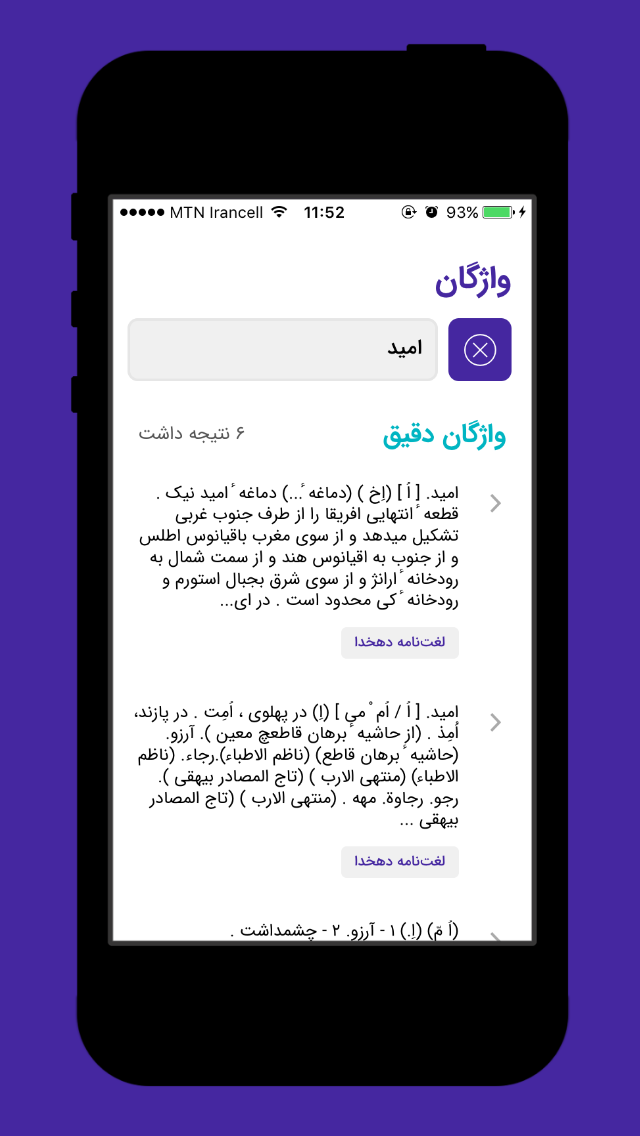 MTN Irancell 11:52 93%
واژگان
امید
واژگان دقیق ۶ نتیجه داشت
امید. [ اُ ] (اِخ ) (دماغه ٔ...) دماغه ٔ امید نیک .
قطعه ٔ انتهایی افریقا را از طرف جنوب غربی
تشکیل میدهد و از سوی مغرب باقیانوس اطلس
و از جنوب به اقیانوس هند و از سمت شمال به
رودخانه ٔ ارانژ و از سوی شرق بجبال استورم و
رودخانه ٔ کی محدود است . در ای...
لغت‌نامه دهخدا
امید. [ اُ / اُم ْ می ] (اِ) در پهلوی ، اُمِت . در پازند،
اُمِذ . (از حاشیه ٔ برهان قاطعچ معین ). آرزو.
(حاشیه ٔ برهان قاطع) (ناظم الاطباء).رجاء. (ناظم
الاطباء) (منتهی الارب ) (تاج المصادر بیهقی ).
رجو. رجاوة. مهه . (منتهی الارب ) (تاج المصادر
بیهقی ...
لغت‌نامه دهخدا
(اُ مّ) (اِ.) ۱ - آرزو. ۲ - چشمداشت .